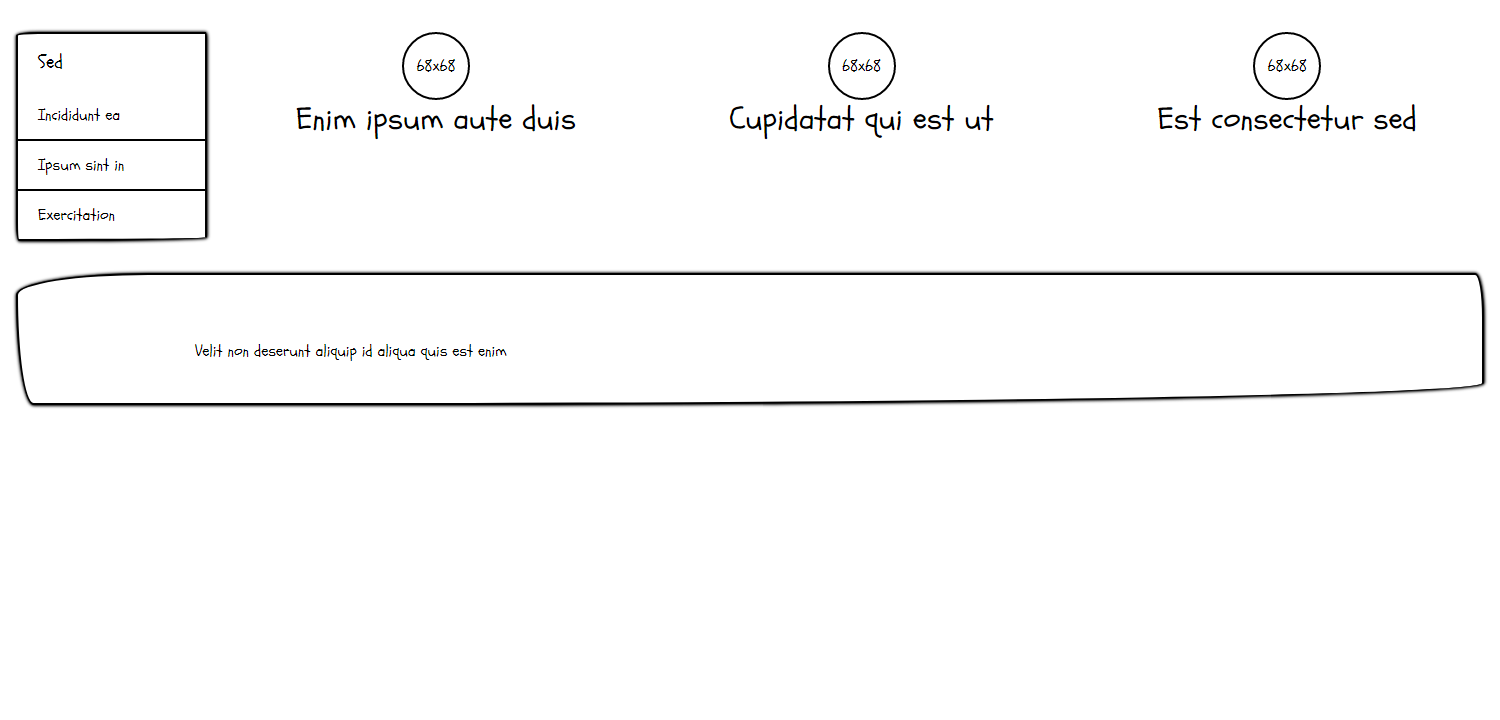 Sed
Incididunt ea
Ipsum sint in
Exercitation
68x68
Enim ipsum aute duis
68x68
Cupidatat qui est ut
68x68
Est consectetur sed
Velit non deserunt aliquip id aliqua quis est enim